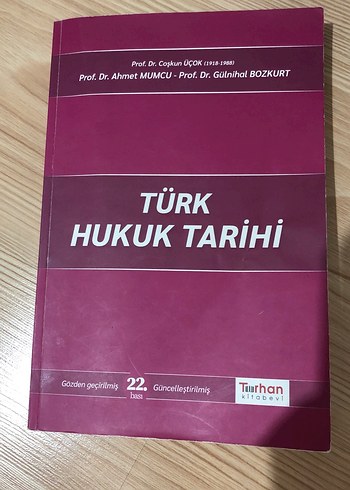 Prof. Dr. Coşkun ÜÇOK (1918-1988)
Prof. Dr. Ahmet MUMCU - Prof. Dr. Gülnihal BOZKURT
TÜRK
HUKUK TARİHİ
Gözden geçirilmiş 22. Güncelleştirilmiş
bası
Turhan
kitabevi